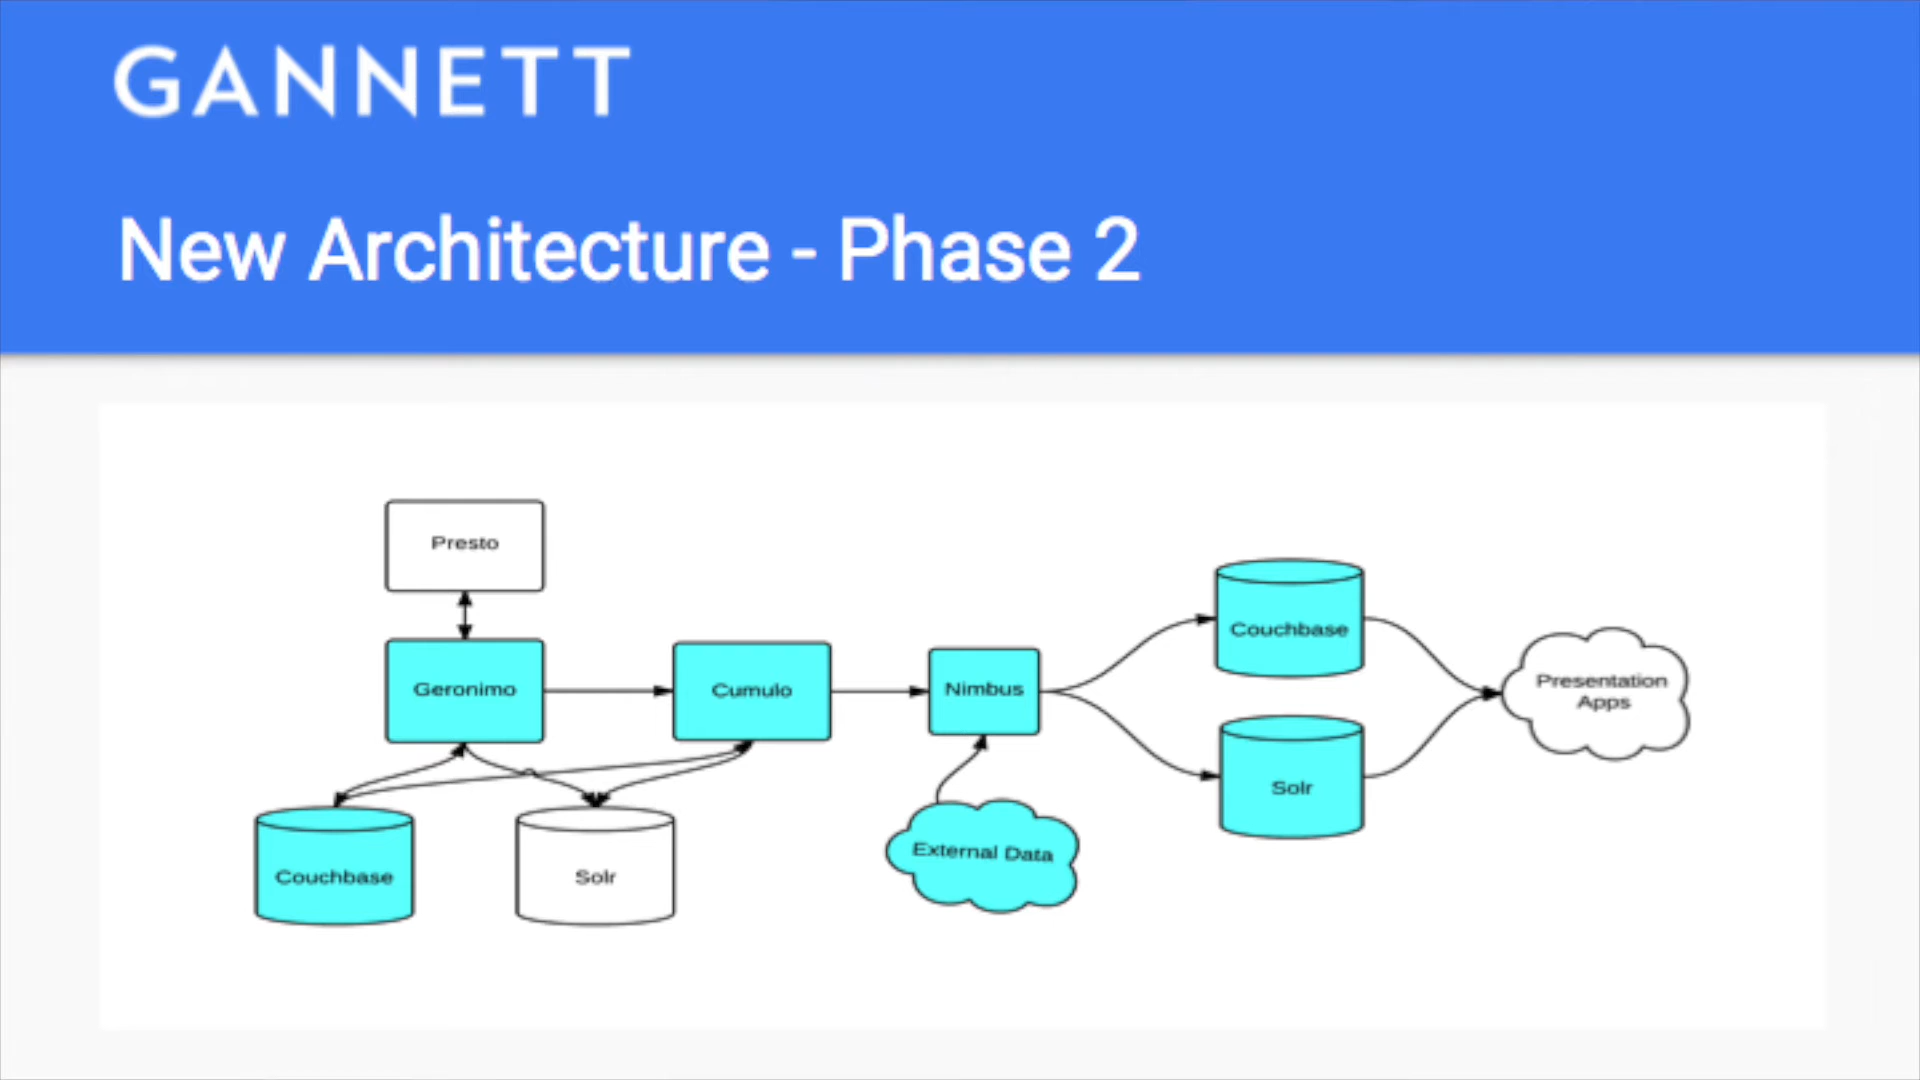 GANNETT
New Architecture - Phase 2
Presto
Geronimo
Cumulo
Nimbus
Couchbase
Presentation
Apps
Solr
External Data
Couchbase
Solr